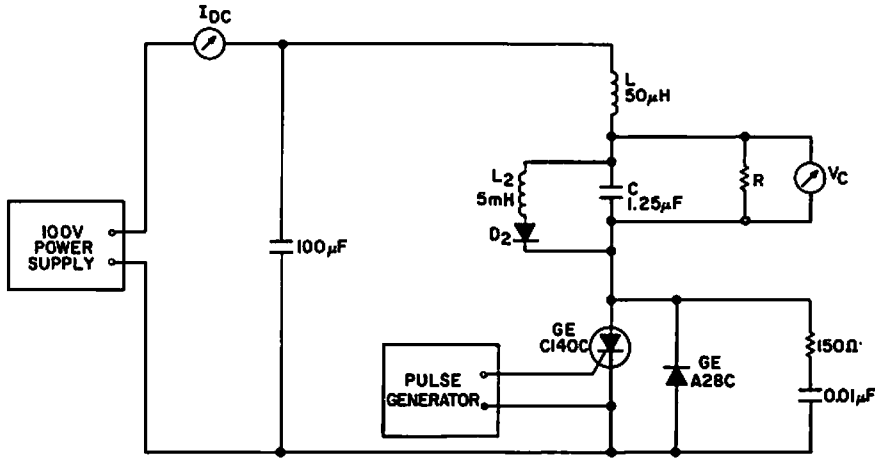 I DC
L
50μH
L2
5mH
C
1.25μF
R
VC
D2
100V
POWER
SUPPLY
100μF
GE
C140C
GE
A28C
150Ω
0.01μF
PULSE
GENERATOR